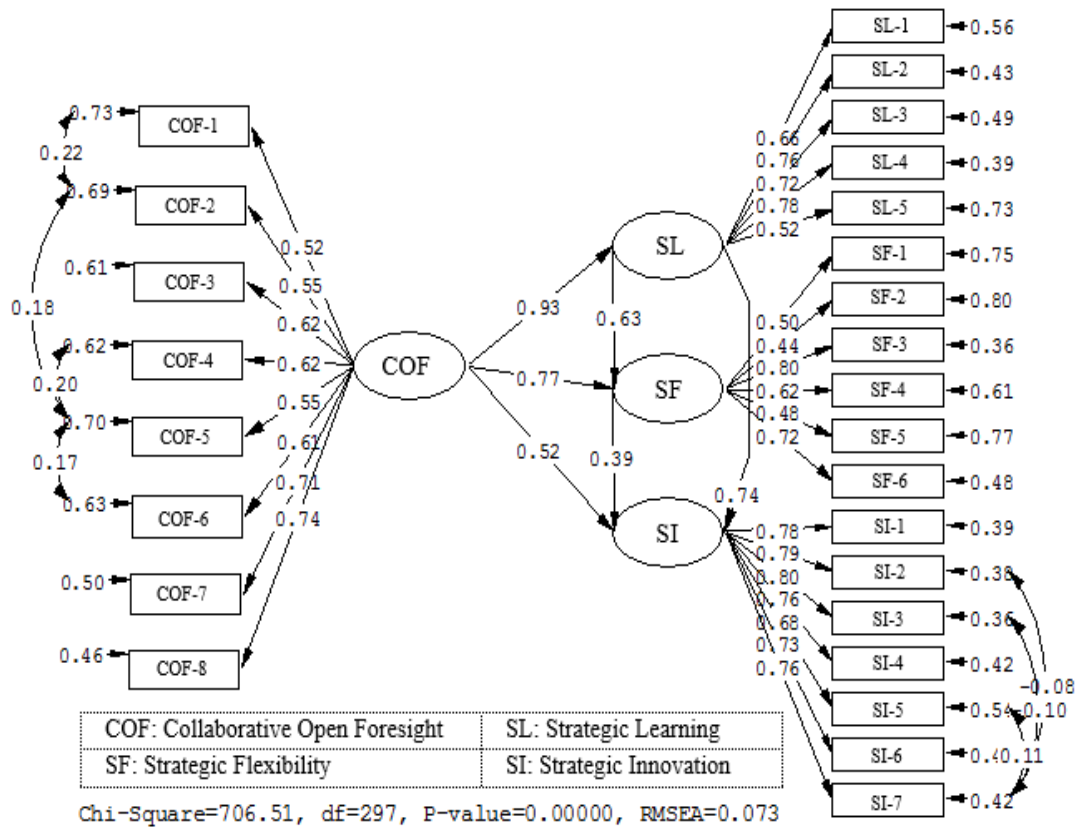 SL-1 0.56
SL-2 0.43
0.73 COF-1 SL-3 0.49
0.66
0.22 0.76 SL-4 0.39
0.72
0.69 COF-2 0.78 SL-5 0.73
0.52 0.52
SL SF-1 0.75
0.61 COF-3 0.55
0.18 0.62 0.93 0.63 0.50 SF-2 0.80
0.62 COF-4 0.62 COF 0.44 SF-3 0.36
0.20 0.77 SF 0.80
0.55 0.62 SF-4 0.61
0.70 COF-5 0.48 SF-5 0.77
0.17 0.61 0.52 0.39 0.72
0.71 SF-6 0.48
0.63 COF-6 0.74 0.74
SI 0.78 SI-1 0.39
0.79 SI-2 0.38
0.50 COF-7 0.80
0.76 SI-3 0.36
0.68
0.46 COF-8 0.73 SI-4 0.42
0.76 -0.08
SI-5 0.54 -0.10
SI-6 0.40 0.11
SI-7 0.42
COF: Collaborative Open Foresight SL: Strategic Learning
SF: Strategic Flexibility SI: Strategic Innovation
Chi-Square=706.51, df=297, P-value=0.00000, RMSEA=0.073